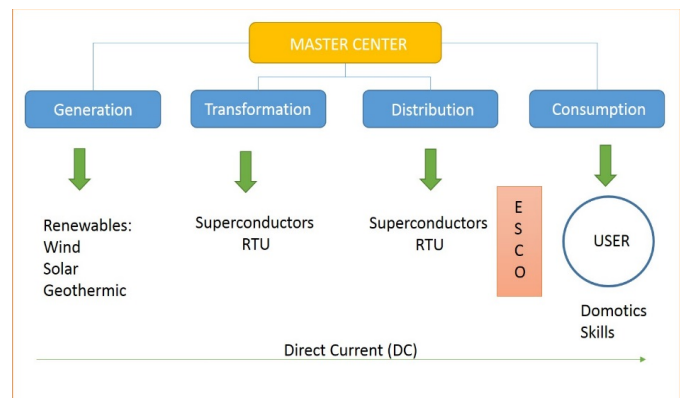 MASTER CENTER
Generation
Transformation
Distribution
Consumption
Renewables:
Wind
Solar
Geothermic
Superconductors
RTU
Superconductors
RTU
E
S
C
O
USER
Domotics
Skills
Direct Current (DC)